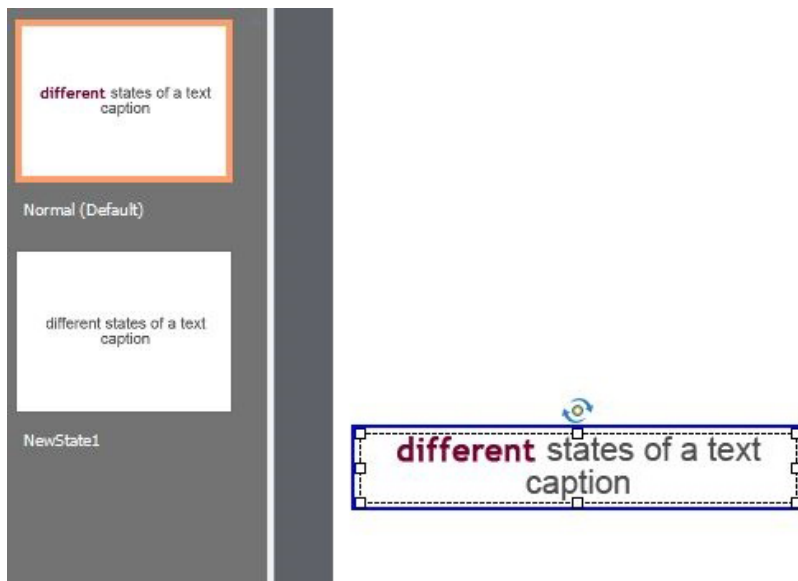 different states of a text
caption
Normal (Default)
different states of a text
caption
NewState1
different states of a text
caption